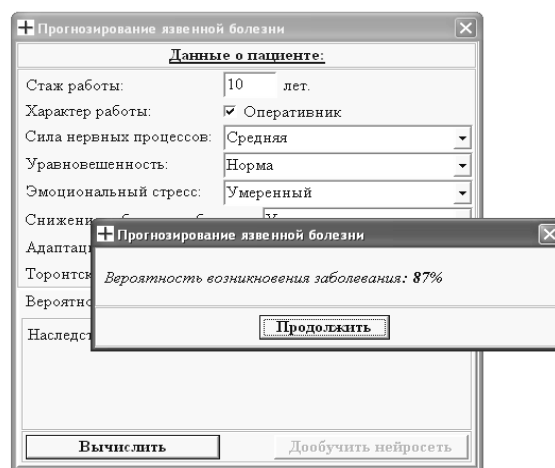 Прогнозирование язвенной болезни
Данные о пациенте:
Стаж работы: 10 лет.
Характер работы: Оперативник
Сила нервных процессов: Средняя
Уравновешенность: Норма
Эмоциональный стресс: Умеренный
Прогнозирование язвенной болезни
Вероятность возникновения заболевания: 87%
Продолжить
Вычислить Дообучить нейросеть